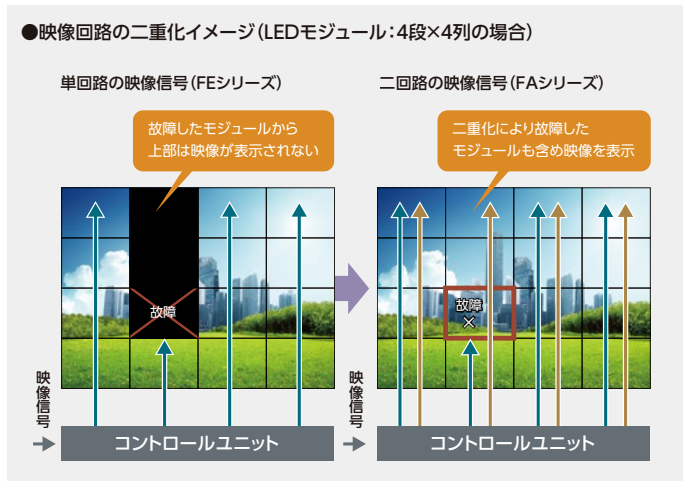 ●映像回路の二重化イメージ(LEDモジュール:4段×4列の場合)
単回路の映像信号(FEシリーズ)
故障したモジュールから
上部は映像が表示されない
故障
映像信号
コントロールユニット
二回路の映像信号(FAシリーズ)
二重化により故障した
モジュールも含め映像を表示
故障
×
映像信号
コントロールユニット